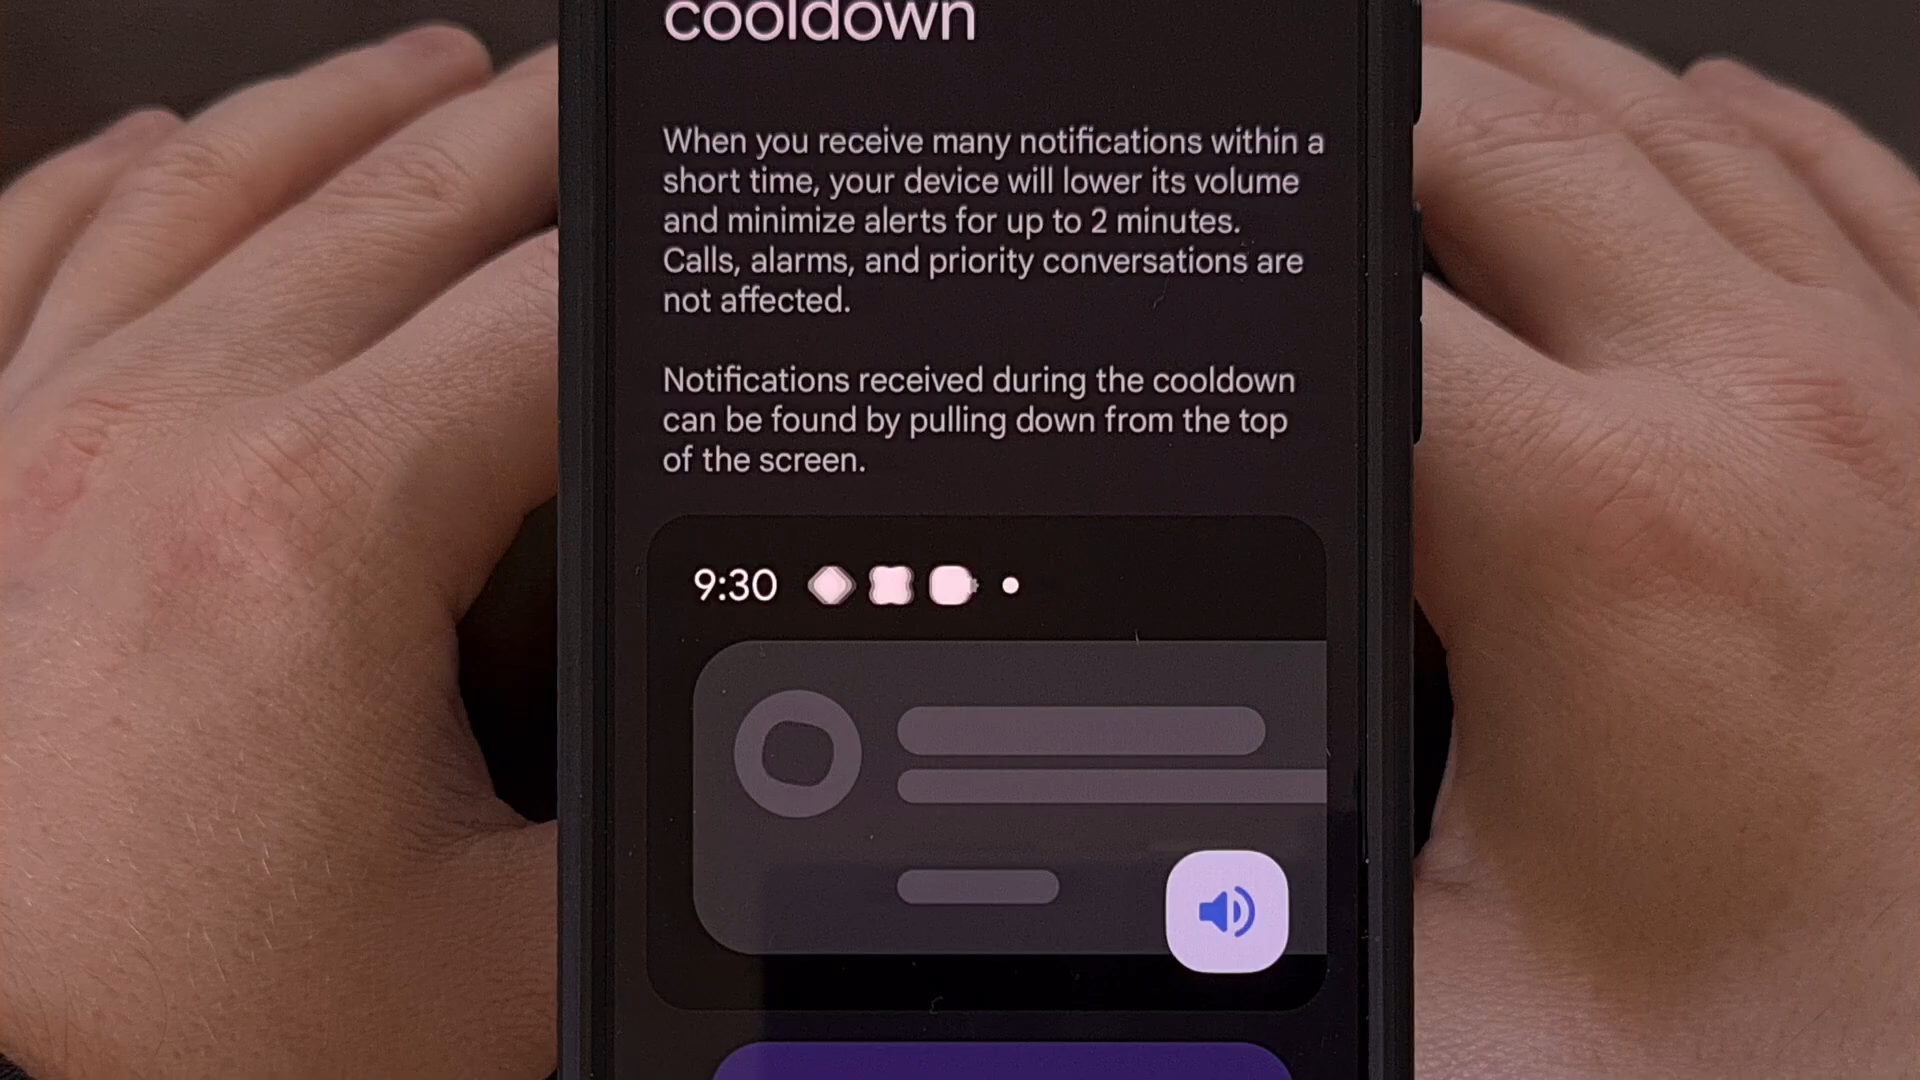 cooldown
When you receive many notifications within a
short time, your device will lower its volume
and minimize alerts for up to 2 minutes.
Calls, alarms, and priority conversations are
not affected.
Notifications received during the cooldown
can be found by pulling down from the top
of the screen.
9:30